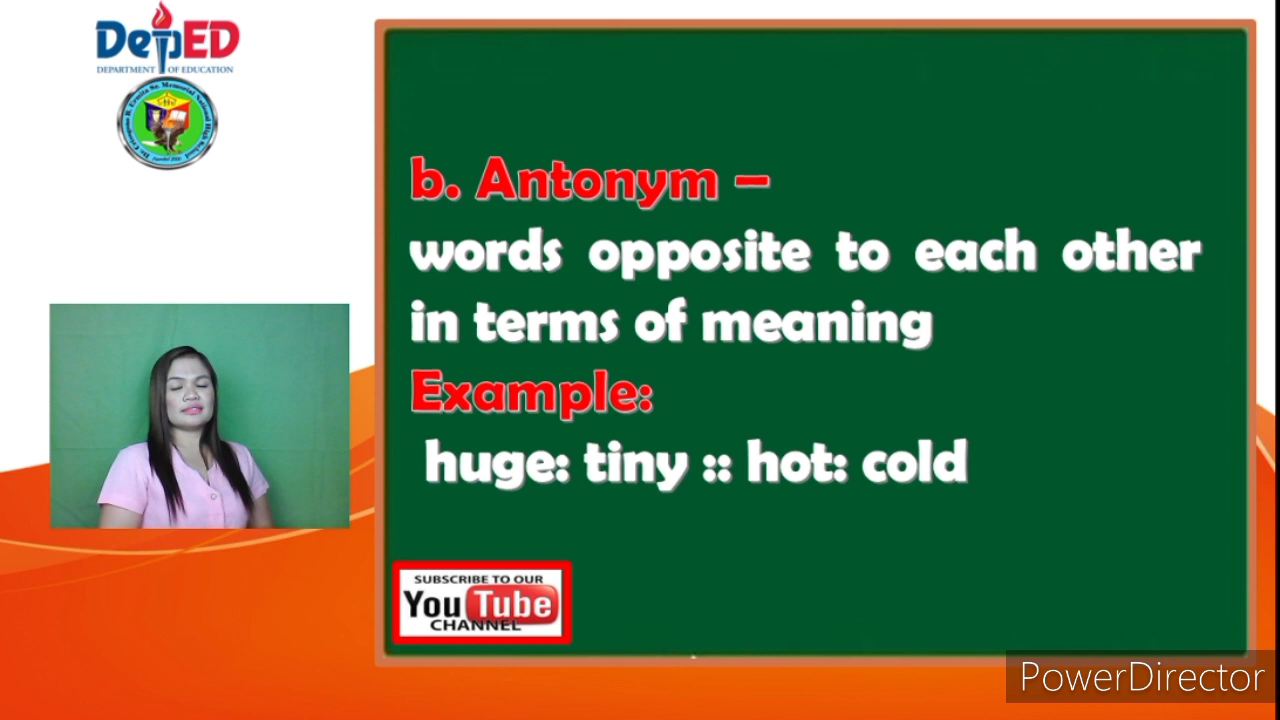 DepED
DEPARTMENT OF EDUCATION
b. Antonym –
words opposite to each other
in terms of meaning
Example:
huge: tiny :: hot: cold
SUBSCRIBE TO OUR
YouTube
CHANNEL
PowerDirector